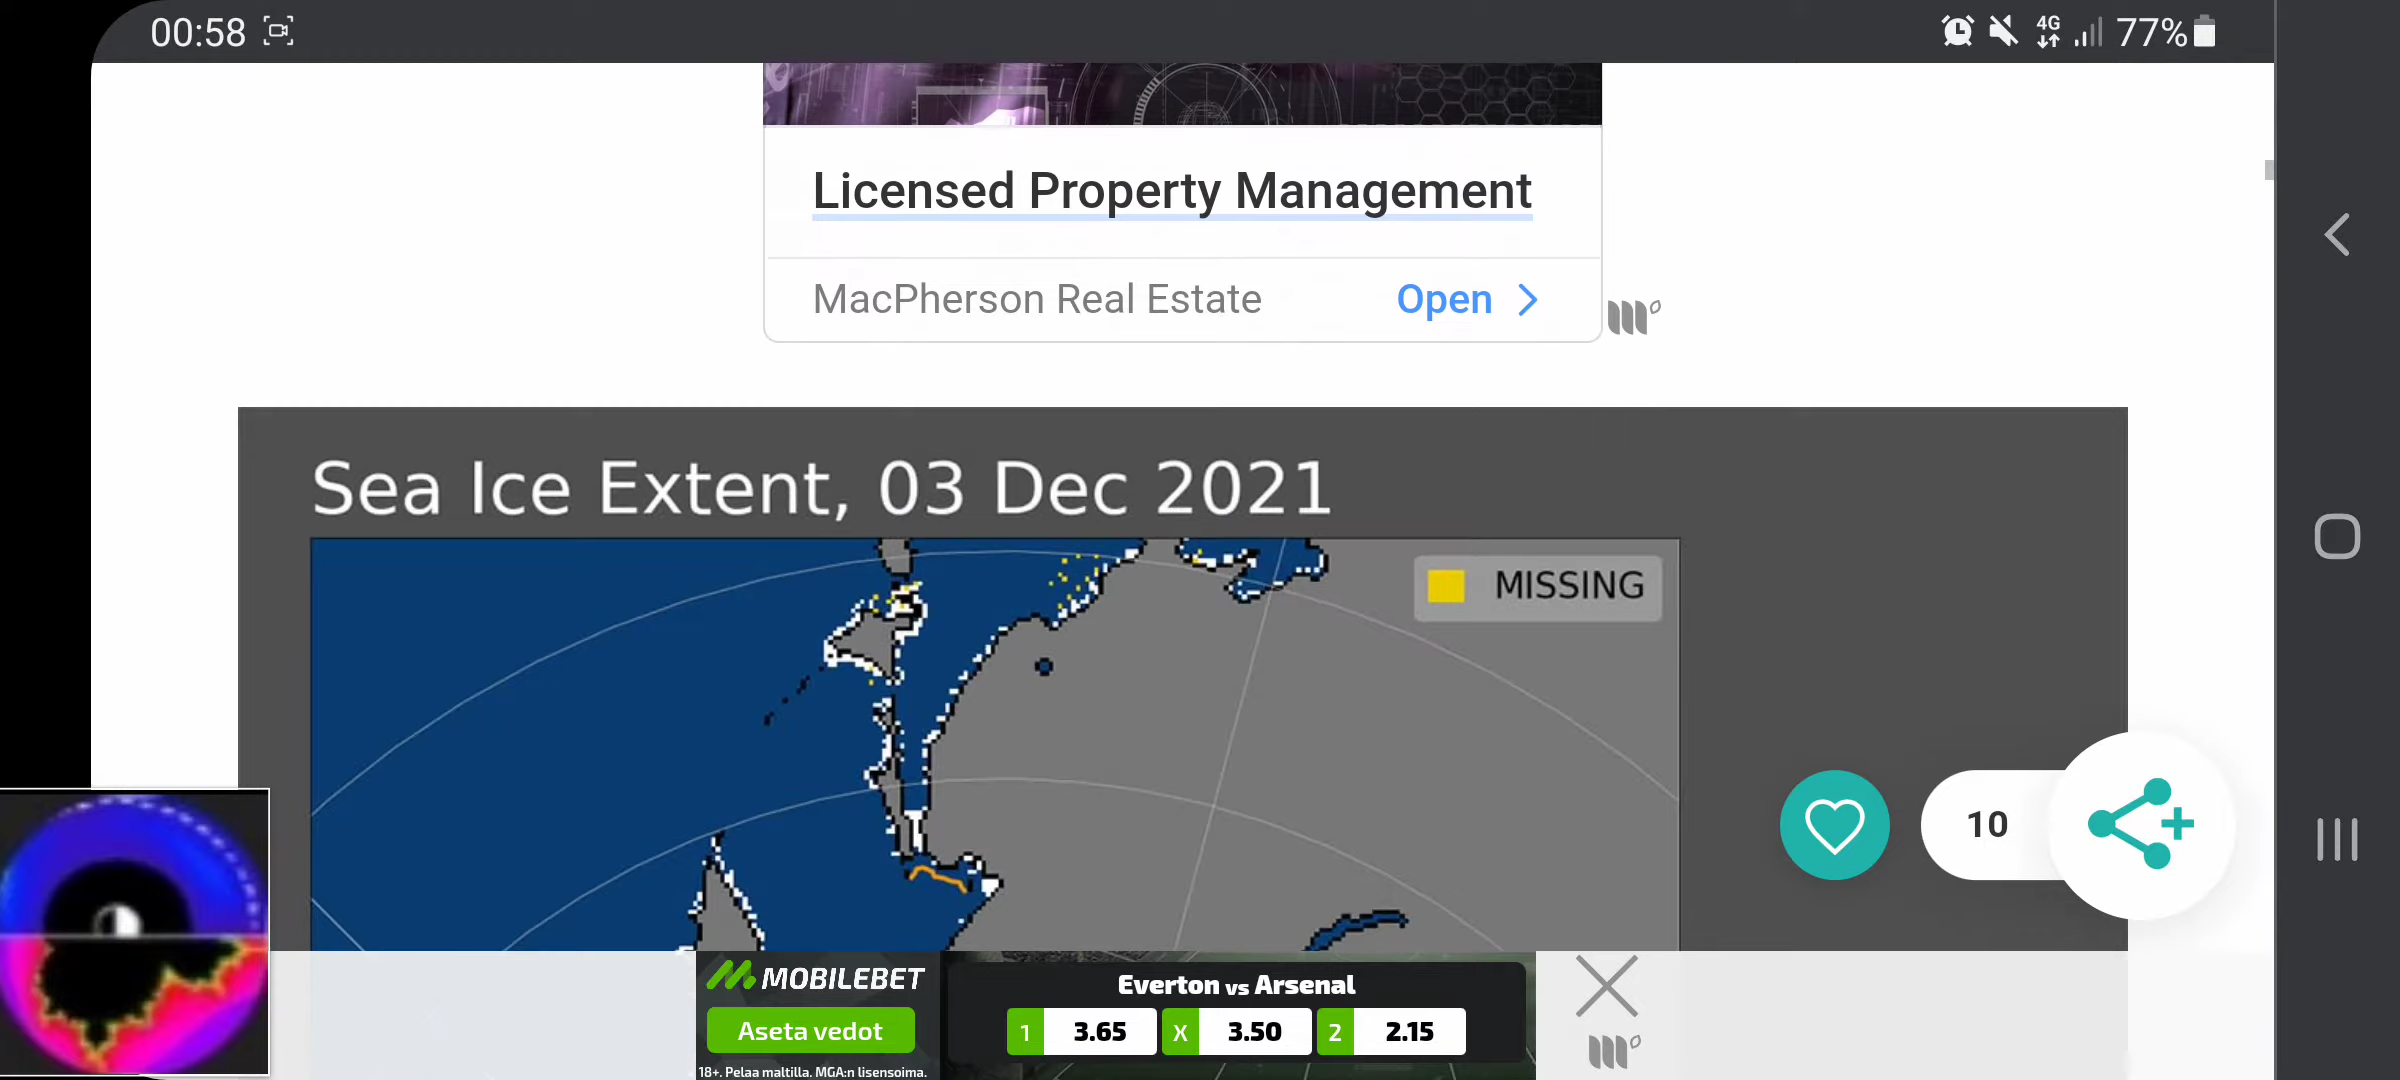 00:58
4G 77%
Licensed Property Management
MacPherson Real Estate
Open
Sea Ice Extent, 03 Dec 2021
MISSING
10
MOBILEBET
Aseta vedot
18+. Pelaa maltilla. MGA:n lisensoima.
Everton vs Arsenal
1 3.65 X 3.50 2 2.15